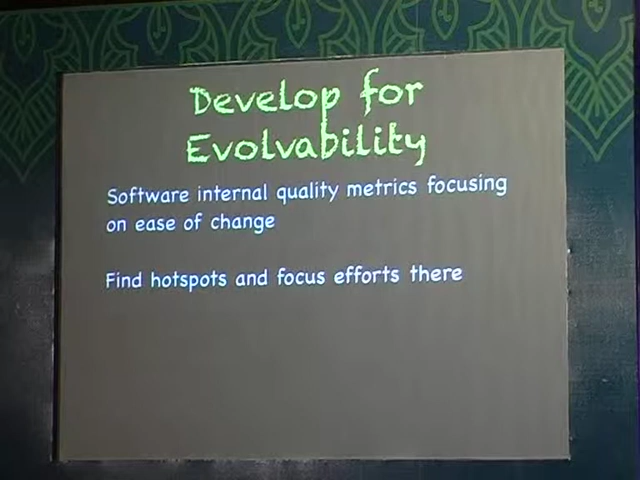 Develop for
Evolvability
Software internal quality metrics focusing
on ease of change
Find hotspots and focus efforts there